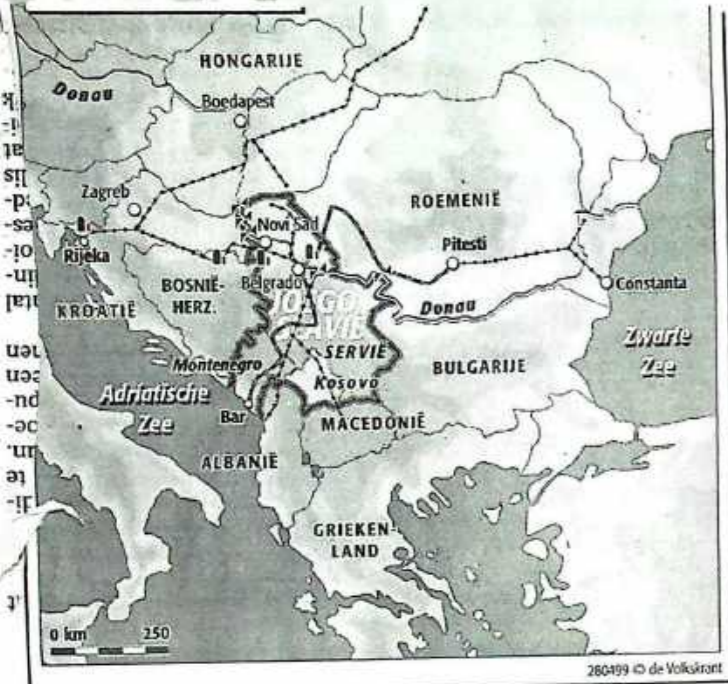 HONGARIJE
Donau
Boedapest
Zagreb
ROEMENIË
Novi Sad
Rijeka
Pitesti
Belgrado
BOSNIË-
HERZ.
Constanta
KROATIË
Donau
SERVIË
Zwarte
Zee
Montenegro
BULGARIJE
Kosovo
Adriatische
Zee
Bar
MACEDONIË
ALBANIË
GRIEKEN-
LAND
0 km 250
280499 © de Volkskrant